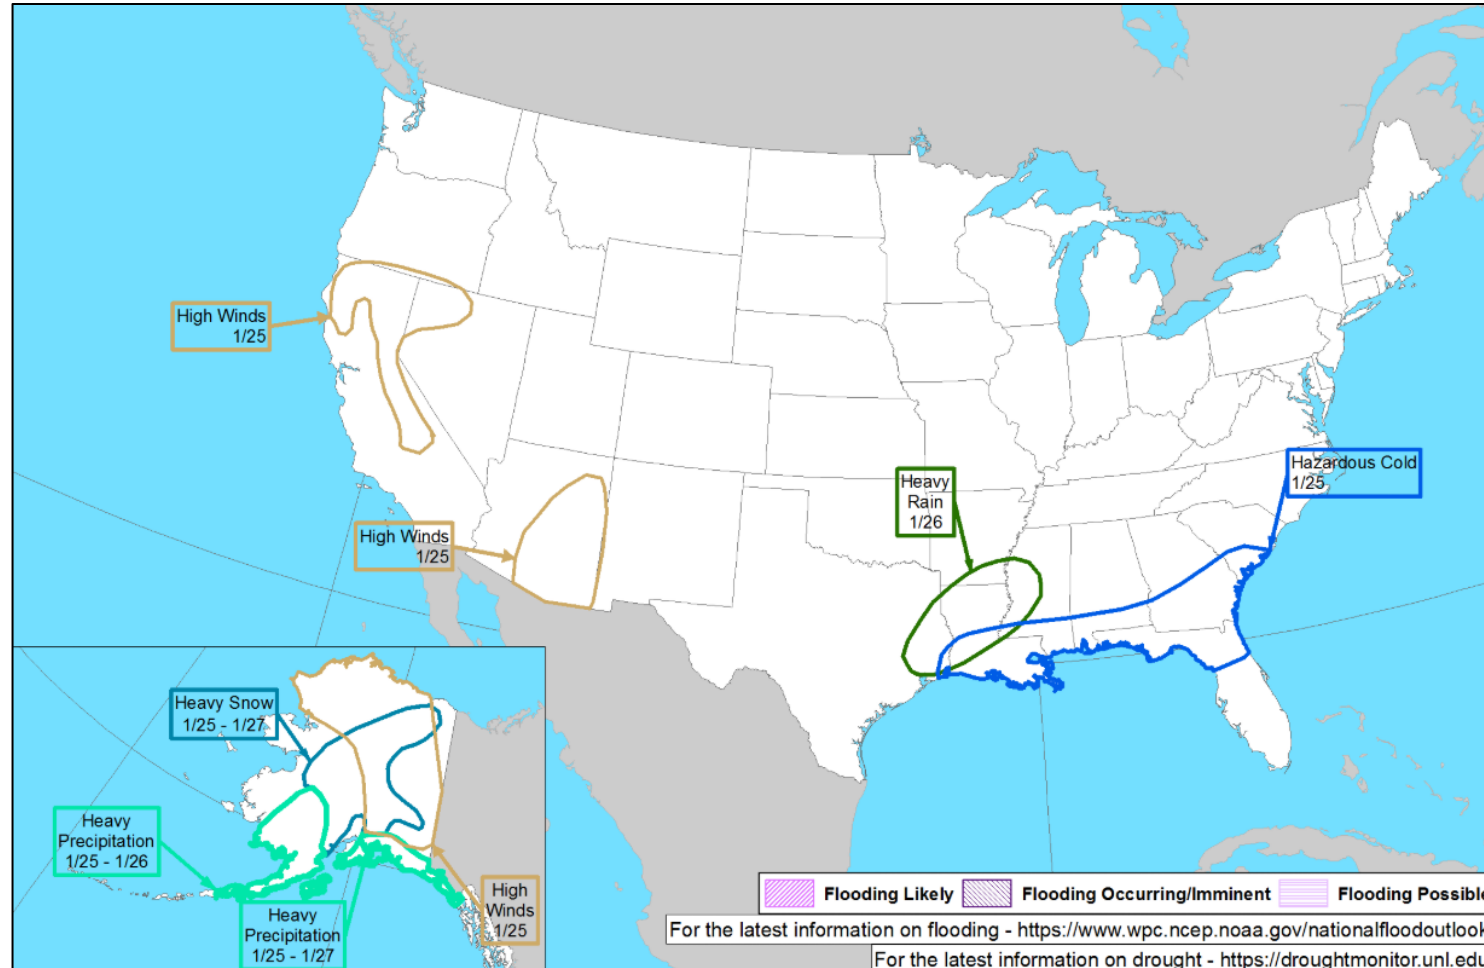 High Winds
1/25
High Winds
1/25
Heavy
Rain
1/26
Hazardous Cold
1/25
Heavy Snow
1/25 - 1/27
Heavy
Precipitation
1/25 - 1/26
Heavy
Precipitation
1/25 - 1/27
High
Winds
1/25
Flooding Likely
Flooding Occurring/Imminent
Flooding Possible
For the latest information on flooding - https://www.wpc.ncep.noaa.gov/nationalfloodoutlook
For the latest information on drought - https://droughtmonitor.unl.edu